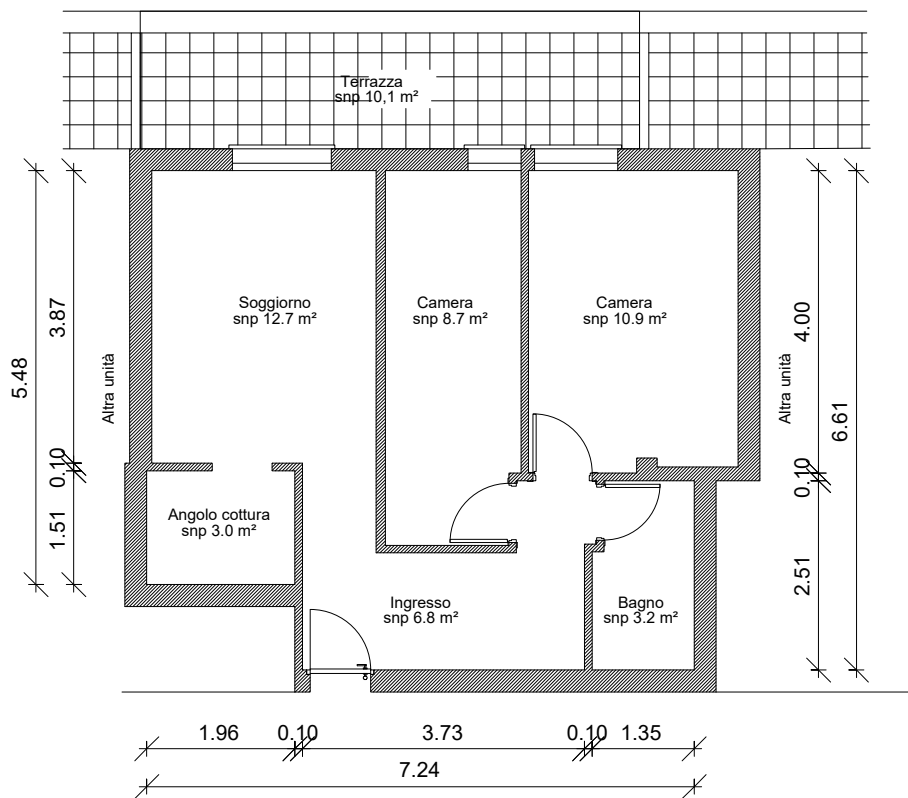 Terrazza
snp 10,1 m²
Soggiorno
snp 12.7 m²
Camera
snp 8.7 m²
Camera
snp 10.9 m²
Altra unità
Altra unità
5.48
3.87
0.10
1.51
4.00
0.10
2.51
6.61
Angolo cottura
snp 3.0 m²
Ingresso
snp 6.8 m²
Bagno
snp 3.2 m²
1.96
0.10
3.73
0.10
1.35
7.24